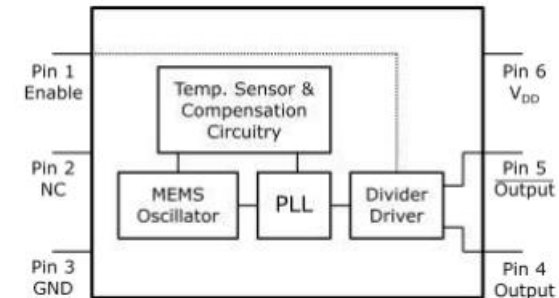 Pin 1
Enable
Pin 2
NC
Pin 3
GND
Temp. Sensor &
Compensation
Circuitry
MEMS
Oscillator
PLL
Divider
Driver
Pin 6
VDD
Pin 5
Output
Pin 4
Output